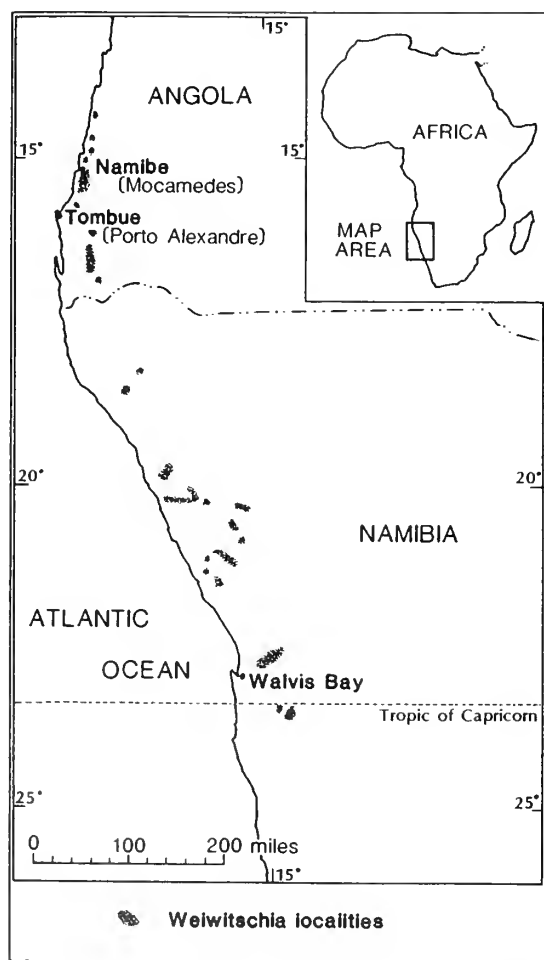 15°
ANGOLA
AFRICA
15°
15°
Namibe
(Mocamedes)
Tombue
(Porto Alexandre)
MAP
AREA
20°
20°
NAMIBIA
ATLANTIC
OCEAN
Walvis Bay
Tropic of Capricorn
25°
25°
0 100 200 miles
15°
Welwitschia localities